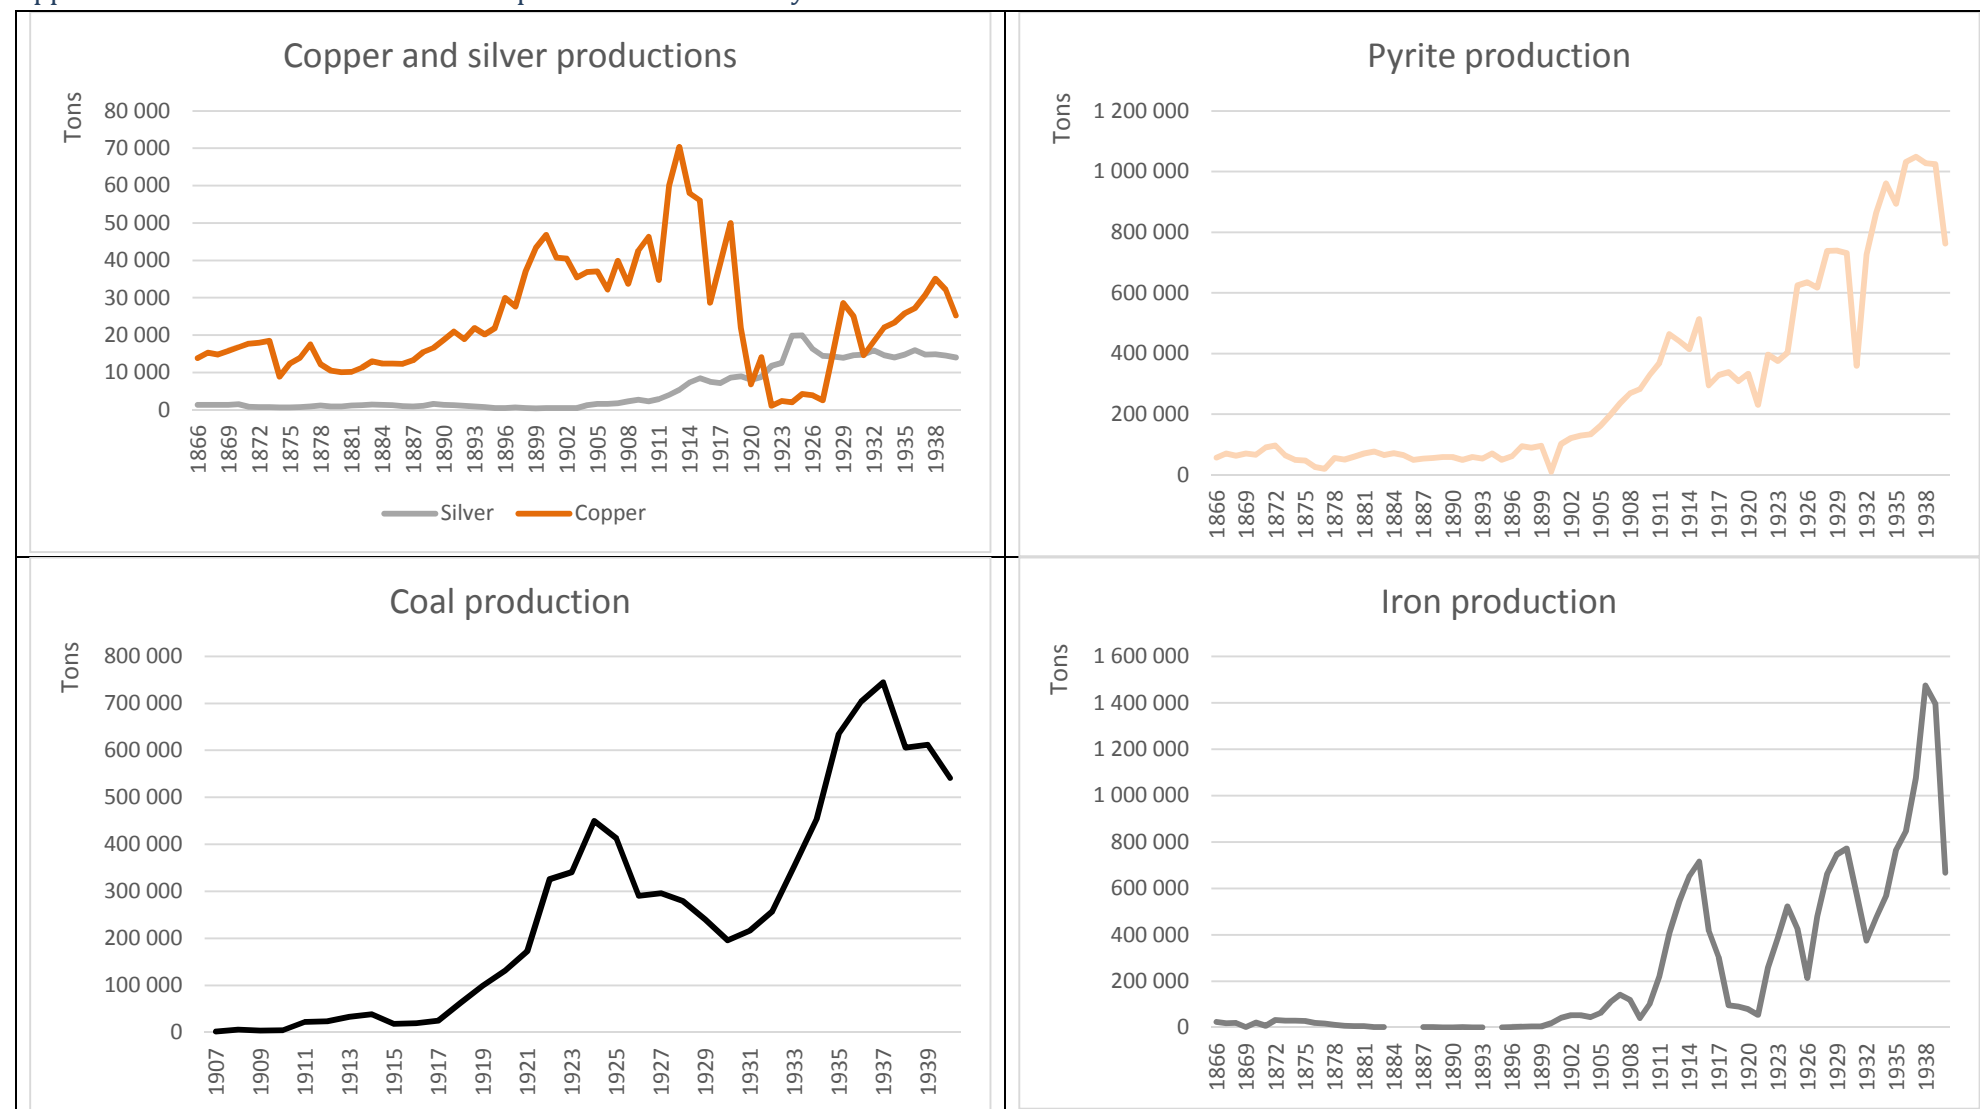 Copper and silver productions
Tons
80 000
70 000
60 000
50 000
40 000
30 000
20 000
10 000
0
1866 1869 1872 1875 1878 1881 1884 1887 1890 1893 1896 1899 1902 1905 1908 1911 1914 1917 1920 1923 1926 1929 1932 1935 1938
Silver Copper
Pyrite production
Tons
1 200 000
1 000 000
800 000
600 000
400 000
200 000
0
1866 1869 1872 1875 1878 1881 1884 1887 1890 1893 1896 1899 1902 1905 1908 1911 1914 1917 1920 1923 1926 1929 1932 1935 1938
Coal production
Tons
800 000
700 000
600 000
500 000
400 000
300 000
200 000
100 000
0
1907 1909 1911 1913 1915 1917 1919 1921 1923 1925 1927 1929 1931 1933 1935 1937 1939
Iron production
Tons
1 600 000
1 400 000
1 200 000
1 000 000
800 000
600 000
400 000
200 000
0
1866 1869 1872 1875 1878 1881 1884 1887 1890 1893 1896 1899 1902 1905 1908 1911 1914 1917 1920 1923 1926 1929 1932 1935 1938